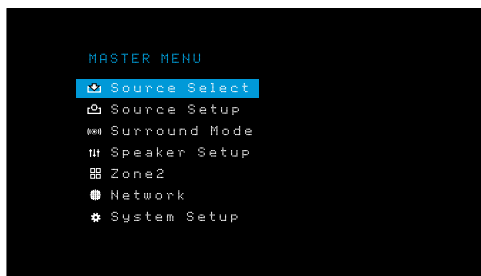 MASTER MENU
Source Select
Source Setup
Surround Mode
Speaker Setup
Zone2
Network
System Setup